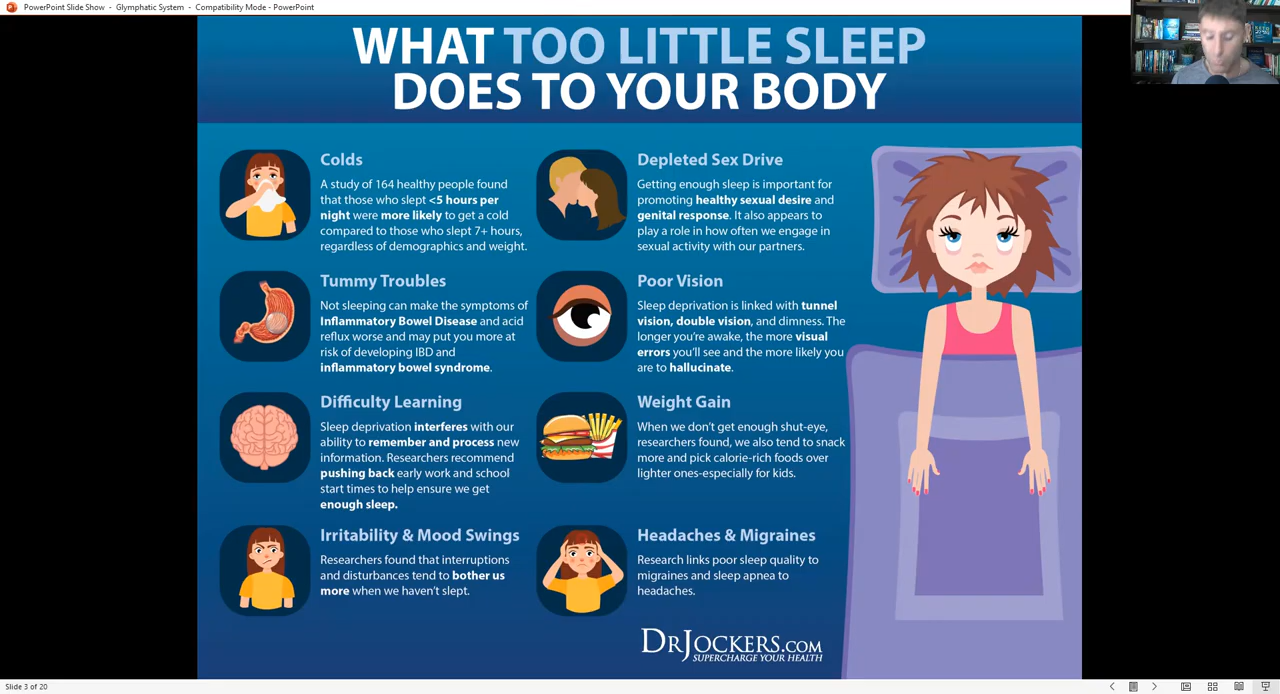 PowerPoint Slide Show - Glymphatic System - Compatibility Mode - PowerPoint
WHAT TOO LITTLE SLEEP
DOES TO YOUR BODY
Colds
A study of 164 healthy people found
that those who slept <5 hours per
night were more likely to get a cold
compared to those who slept 7+ hours,
regardless of demographics and weight.
Tummy Troubles
Not sleeping can make the symptoms of
Inflammatory Bowel Disease and acid
reflux worse and may put you more at
risk of developing IBD and
inflammatory bowel syndrome.
Difficulty Learning
Sleep deprivation interferes with our
ability to remember and process new
information. Researchers recommend
pushing back early work and school
start times to help ensure we get
enough sleep.
Irritability & Mood Swings
Researchers found that interruptions
and disturbances tend to bother us
more when we haven't slept.
Depleted Sex Drive
Getting enough sleep is important for
promoting healthy sexual desire and
genital response. It also appears to
play a role in how often we engage in
sexual activity with our partners.
Poor Vision
Sleep deprivation is linked with tunnel
vision, double vision, and dimness. The
longer you're awake, the more visual
errors you'll see and the more likely you
are to hallucinate.
Weight Gain
When we don't get enough shut-eye,
researchers found, we also tend to snack
more and pick calorie-rich foods over
lighter ones-especially for kids.
Headaches & Migraines
Research links poor sleep quality to
migraines and sleep apnea to
headaches.
DRJOCKERS.COM
SUPERCHARGE YOUR HEALTH
Slide 3 of 20